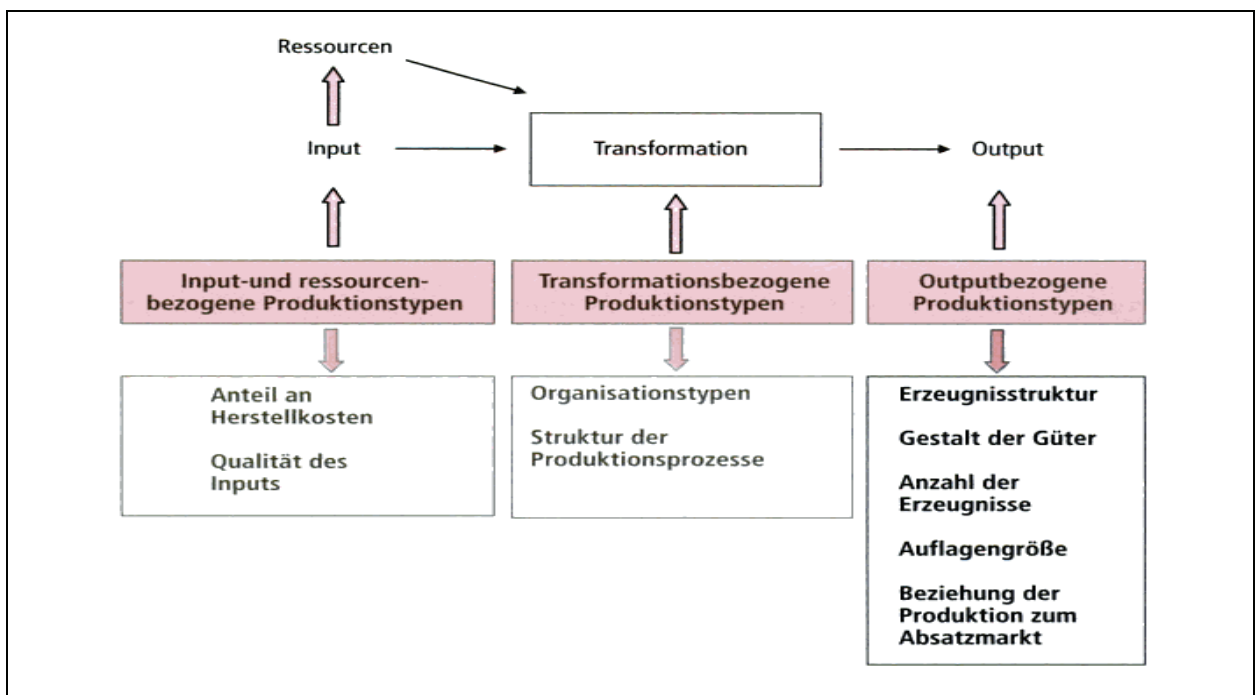 Ressourcen
Input
Transformation
Output
Input-und ressourcen-
bezogene Produktionstypen
Transformationsbezogene
Produktionstypen
Outputbezogene
Produktionstypen
Anteil an
Herstellkosten
Qualität des
Inputs
Organisationstypen
Struktur der
Produktionsprozesse
Erzeugnisstruktur
Gestalt der Güter
Anzahl der
Erzeugnisse
Auflagengröße
Beziehung der
Produktion zum
Absatzmarkt